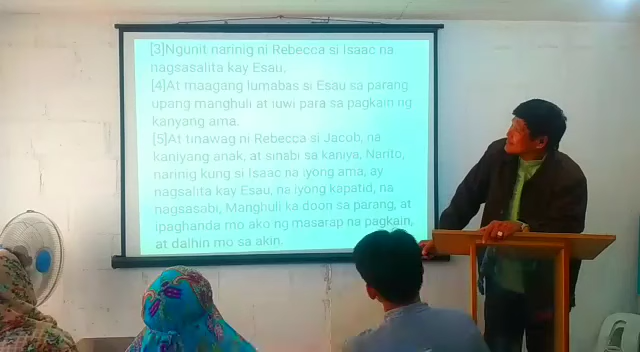 [3]Ngunit narinig ni Rebecca si Isaac na
nagsasalita kay Esau.
[4]At maagang lumabas si Esau sa parang
upang manghuli at iuwi para sa pagkain ng
kanyang ama.
[5]At tinawag ni Rebecca si Jacob, na
kaniyang anak, at sinabi sa kaniya, Narito,
narinig kung si Isaac na iyong ama, ay
nagsalita kay Esau, na iyong kapatid, na
nagsasabi, Manghuli ka doon sa parang, at
ipaghanda mo ako ng masarap na pagkain,
at dalhin mo sa akin.